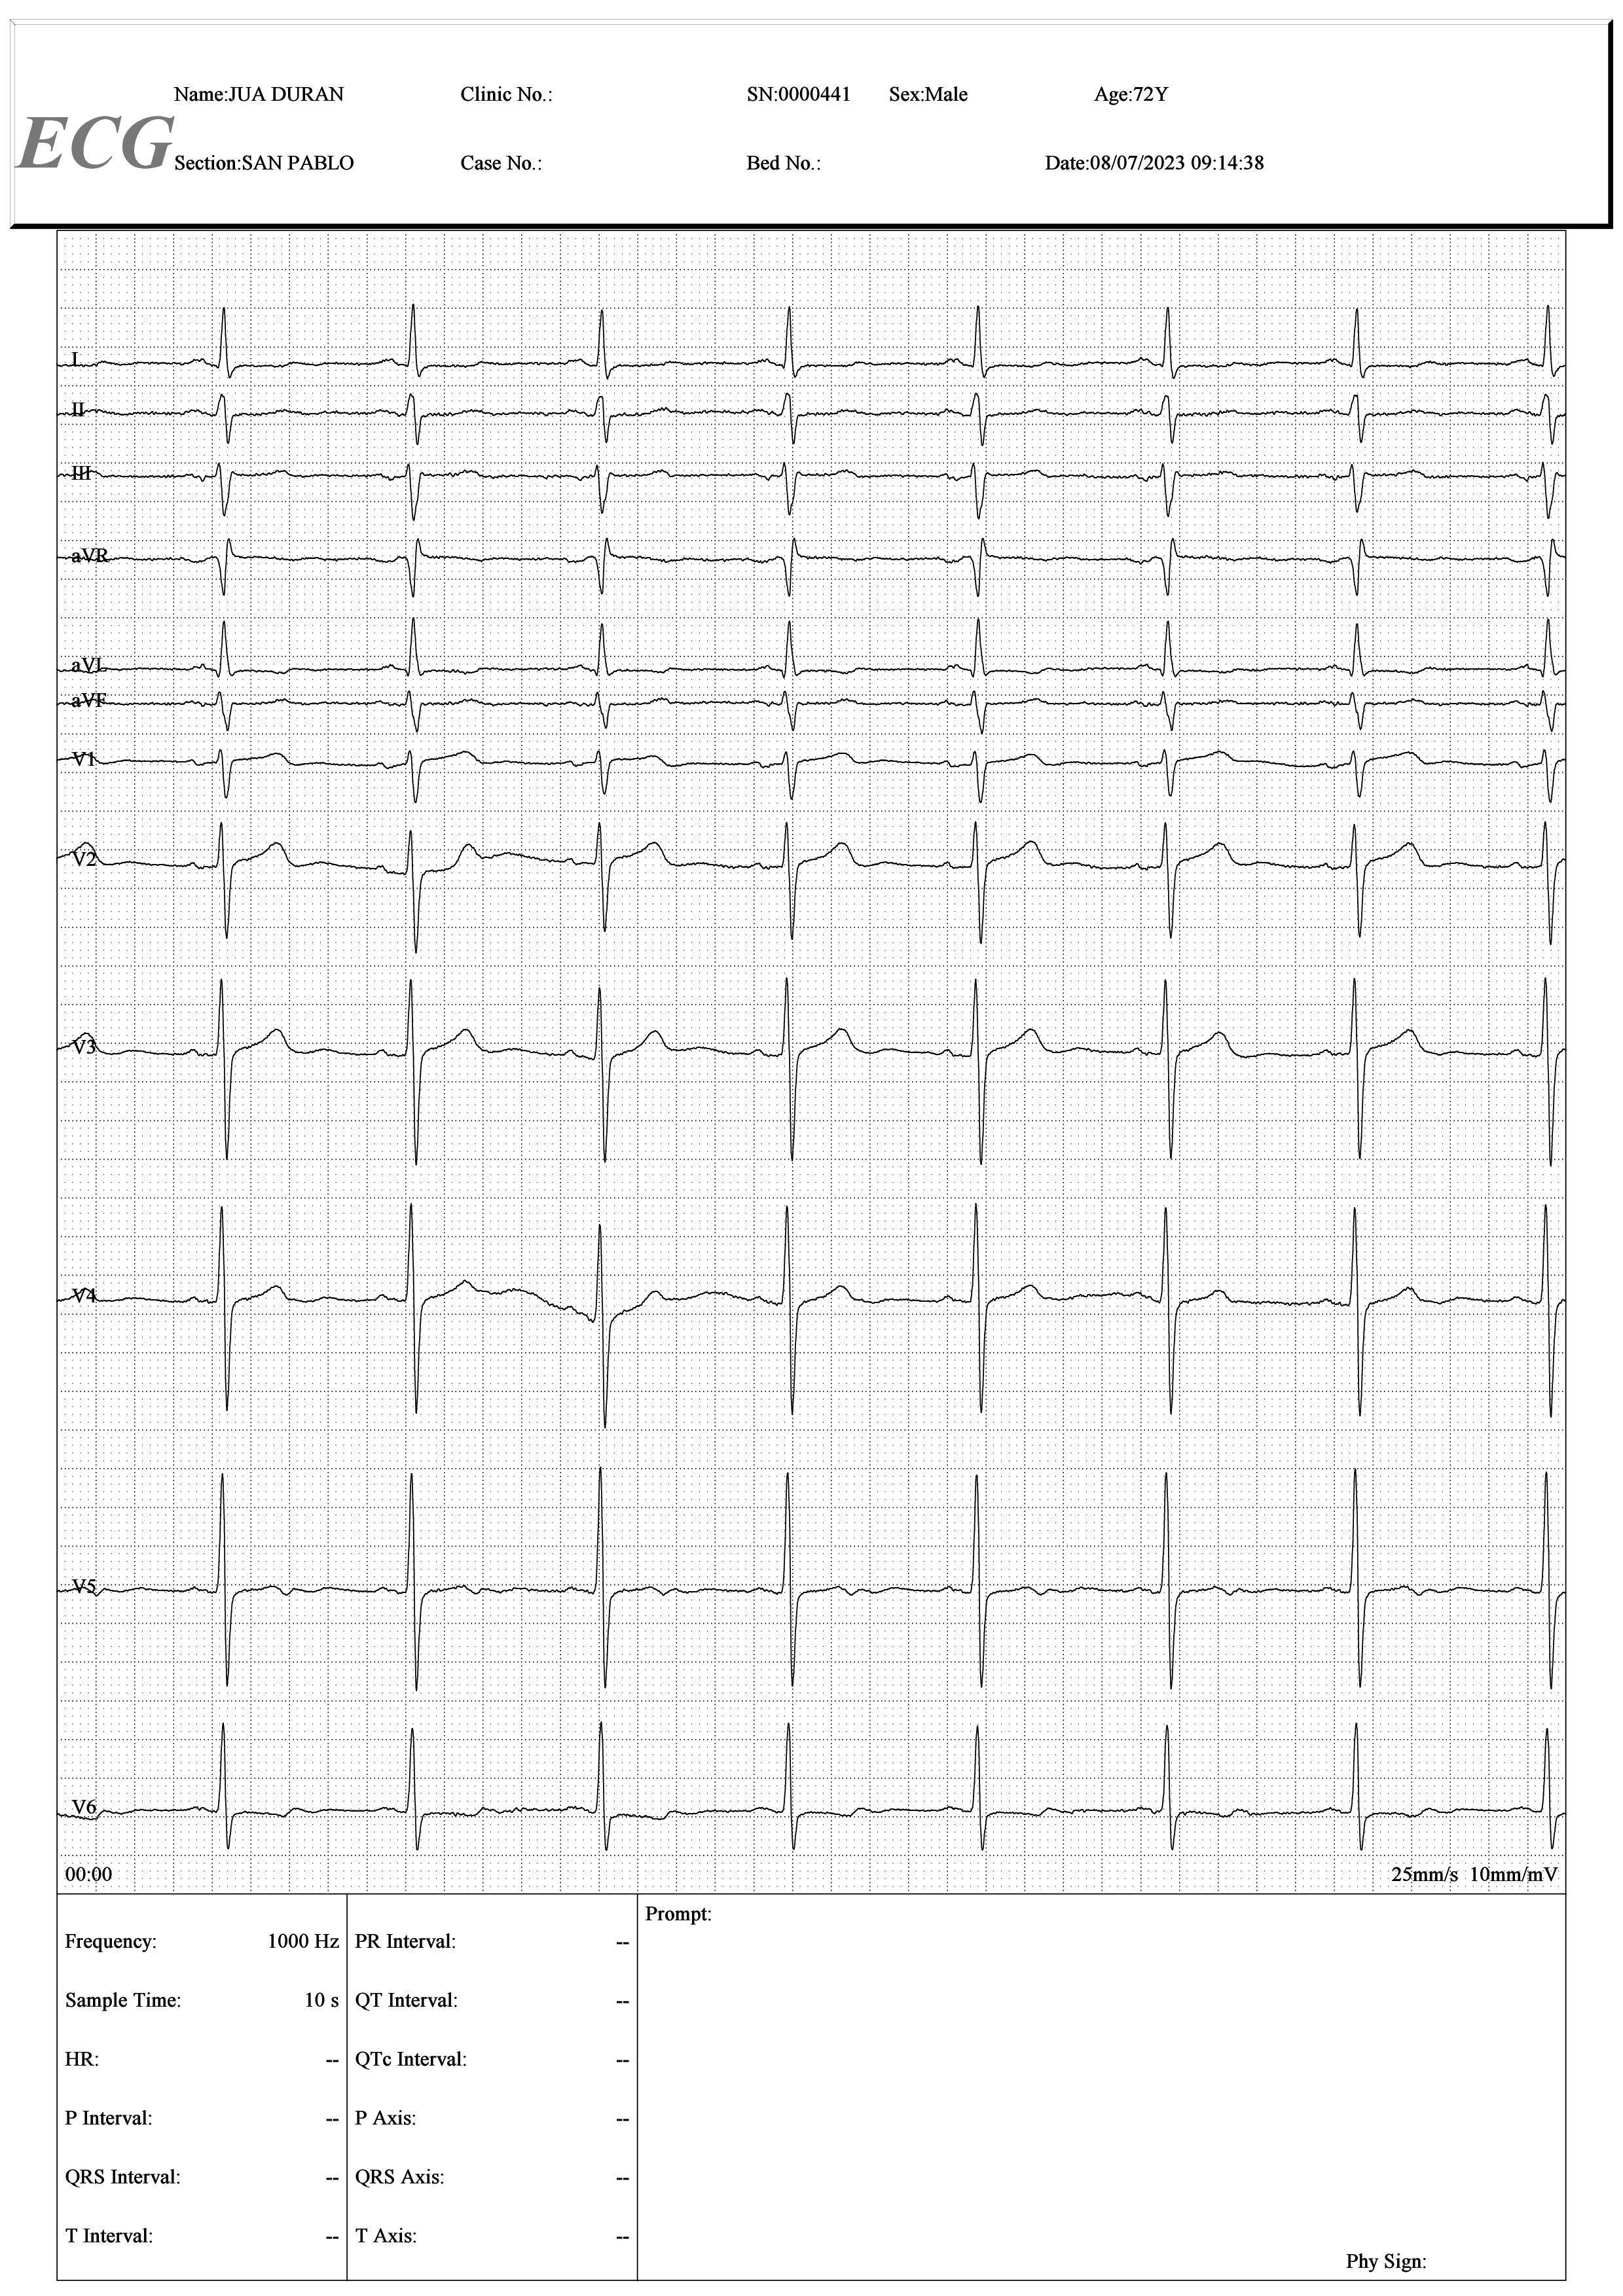 Name:JUA DURAN Clinic No.: SN:0000441 Sex:Male Age:72Y
ECG
Section:SAN PABLO Case No.: Bed No.: Date:08/07/2023 09:14:38
I
II
III
aVR
aVL
aVF
V1
V2
V3
V4
V5
V6
00:00 25mm/s 10mm/mV
Prompt:
Frequency: 1000 Hz PR Interval: --
Sample Time: 10 s QT Interval: --
HR: -- QTc Interval: --
P Interval: -- P Axis: --
QRS Interval: -- QRS Axis: --
T Interval: -- T Axis: --
Phy Sign: